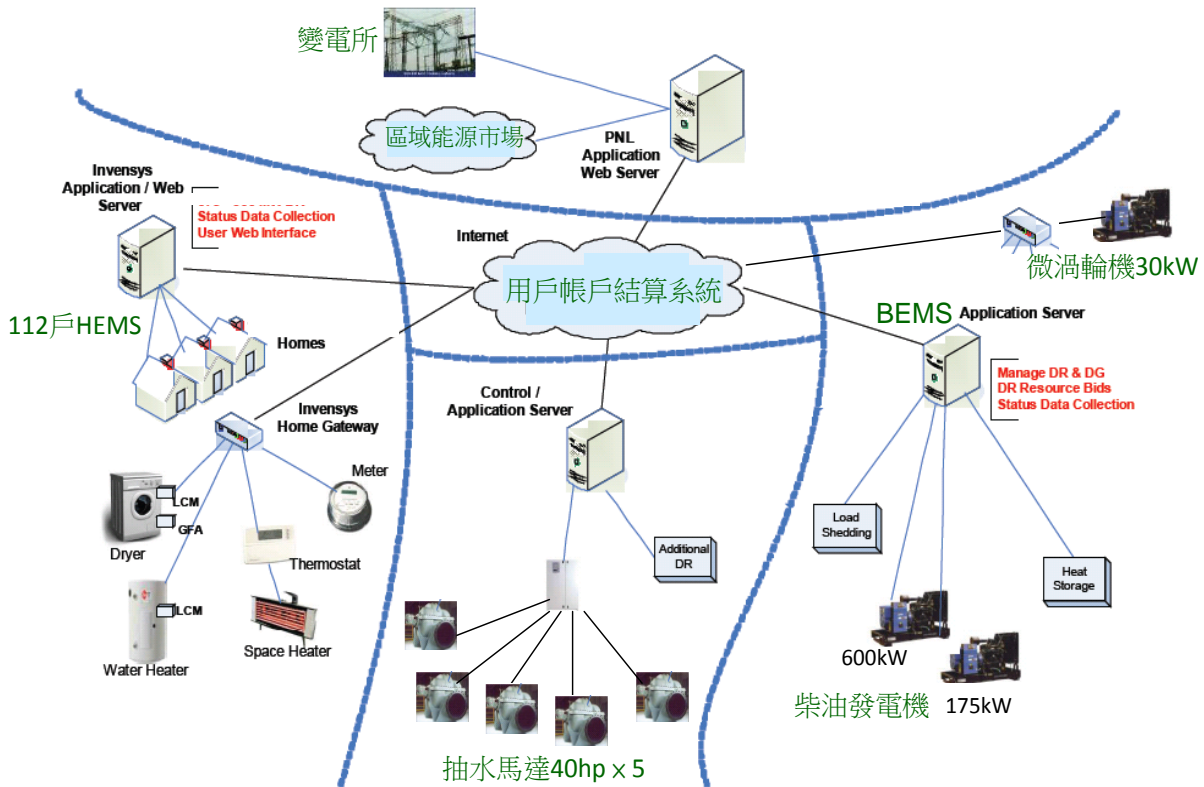 變電所
區域能源市場
PNL
Application
Web Server
Invensys
Application / Web
Server
Status Data Collection
User Web Interface
Internet
用戶帳戶結算系統
微渦輪機30kW
112戶HEMS
Homes
BEMS Application Server
Manage DR & DG
DR Resource Bids
Status Data Collection
Control /
Application Server
Invensys
Home Gateway
Meter
LCM
GFA
Dryer
Thermostat
LCM
Water Heater
Space Heater
Additional
DR
Load
Shedding
Heat
Storage
600kW
柴油發電機 175kW
抽水馬達40hp x 5